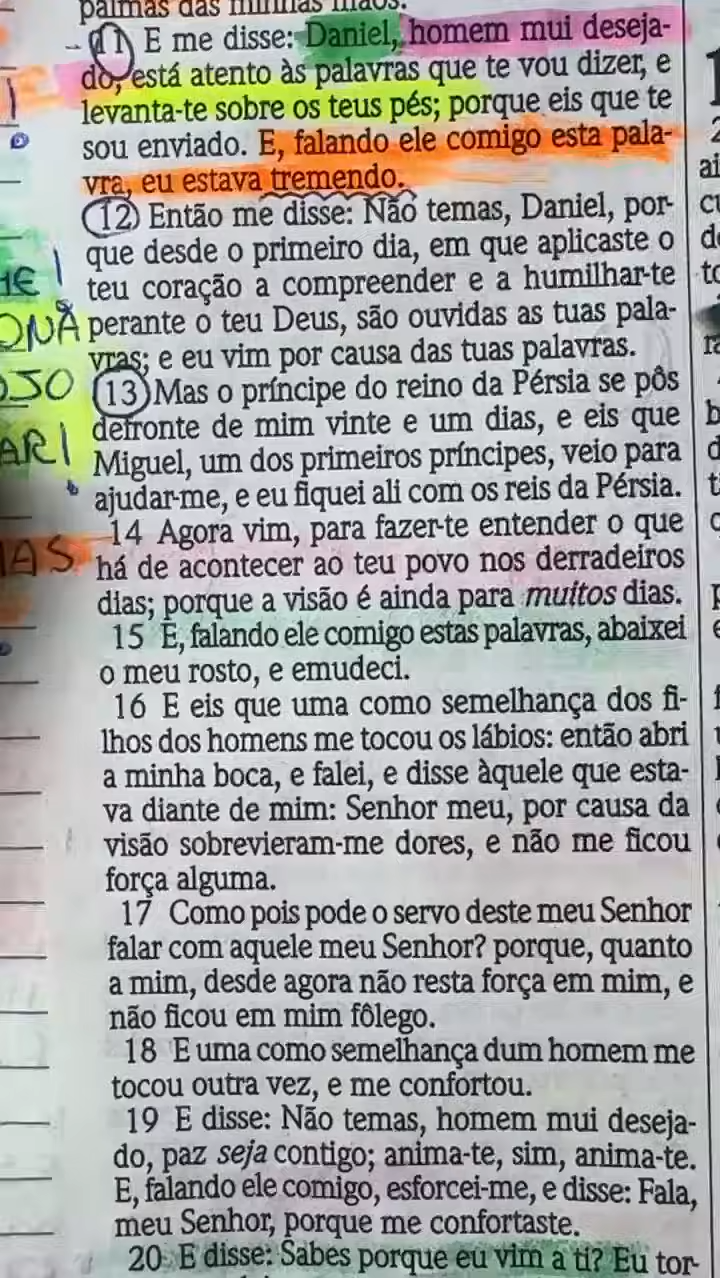 palmas das minhas mãos.
11 E me disse: Daniel, homem mui deseja-
do, está atento às palavras que te vou dizer, e
levanta-te sobre os teus pés; porque eis que te
sou enviado. E, falando ele comigo esta pala-
vra, eu estava tremendo.
12 Então me disse: Não temas, Daniel, por-
que desde o primeiro dia, em que aplicaste o
teu coração a compreender e a humilhar-te
perante o teu Deus, são ouvidas as tuas pala-
vras; e eu vim por causa das tuas palavras.
13 Mas o príncipe do reino da Pérsia se pôs
defronte de mim vinte e um dias, e eis que
Miguel, um dos primeiros príncipes, veio para
ajudar-me, e eu fiquei ali com os reis da Pérsia.
14 Agora vim, para fazer-te entender o que
há de acontecer ao teu povo nos derradeiros
dias; porque a visão é ainda para muitos dias.
15 E, falando ele comigo estas palavras, abaixei
o meu rosto, e emudeci.
16 E eis que uma como semelhança dos fi-
lhos dos homens me tocou os lábios: então abri
a minha boca, e falei, e disse àquele que esta-
va diante de mim: Senhor meu, por causa da
visão sobrevieram-me dores, e não me ficou
força alguma.
17 Como pois pode o servo deste meu Senhor
falar com aquele meu Senhor? porque, quanto
a mim, desde agora não resta força em mim, e
não ficou em mim fôlego.
18 E uma como semelhança dum homem me
tocou outra vez, e me confortou.
19 E disse: Não temas, homem mui deseja-
do, paz seja contigo; anima-te, sim, anima-te.
E, falando ele comigo, esforcei-me, e disse: Fala,
meu Senhor, porque me confortaste.
20 E disse: Sabes porque eu vim a ti? Eu tor-